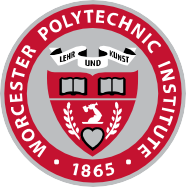 WORCESTER POLYTECHNIC INSTITUTE
LEHR UND KUNST
· 1865 ·